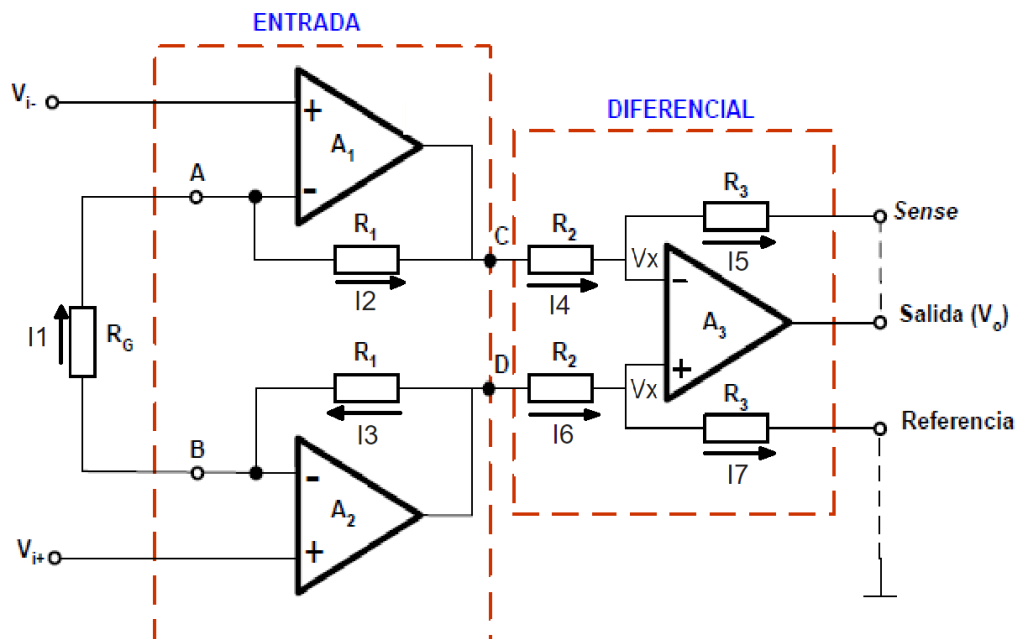 ENTRADA
Vi-
+
A1
-
A
R1
I2
C
I1
RG
R1
I3
D
B
-
A2
+
Vi+
DIFERENCIAL
R3
I5
Sense
R2
I4
Vx
-
A3
+
Salida (Vo)
R2
I6
Vx
R3
I7
Referencia